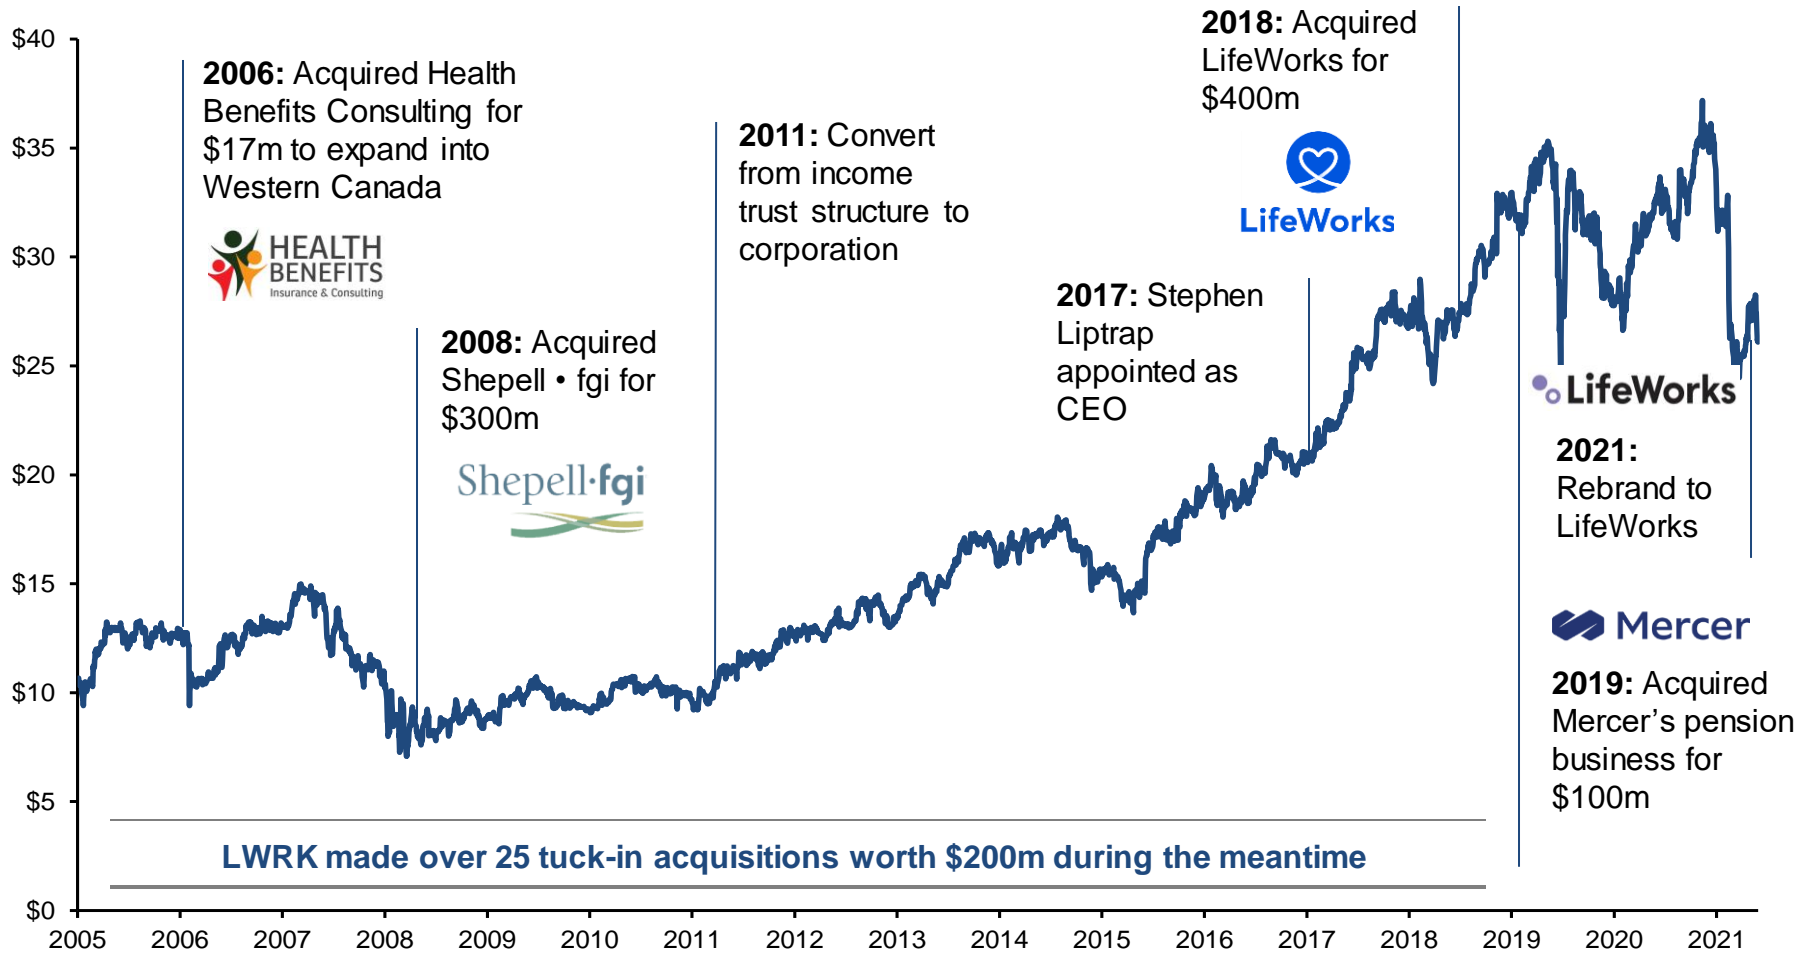 2018: Acquired
LifeWorks for
$400m
LifeWorks
2006: Acquired Health
Benefits Consulting for
$17m to expand into
Western Canada
HEALTH
BENEFITS
Insurance & Consulting
2011: Convert
from income
trust structure to
corporation
2008: Acquired
Shepell • fgi for
$300m
Shepell·fgi
2017: Stephen
Liptrap
appointed as
CEO
LifeWorks
2021:
Rebrand to
LifeWorks
Mercer
2019: Acquired
Mercer’s pension
business for
$100m
LWRK made over 25 tuck-in acquisitions worth $200m during the meantime
$40
$35
$30
$25
$20
$15
$10
$5
$0
2005 2006 2007 2008 2009 2010 2011 2012 2013 2014 2015 2016 2017 2018 2019 2020 2021